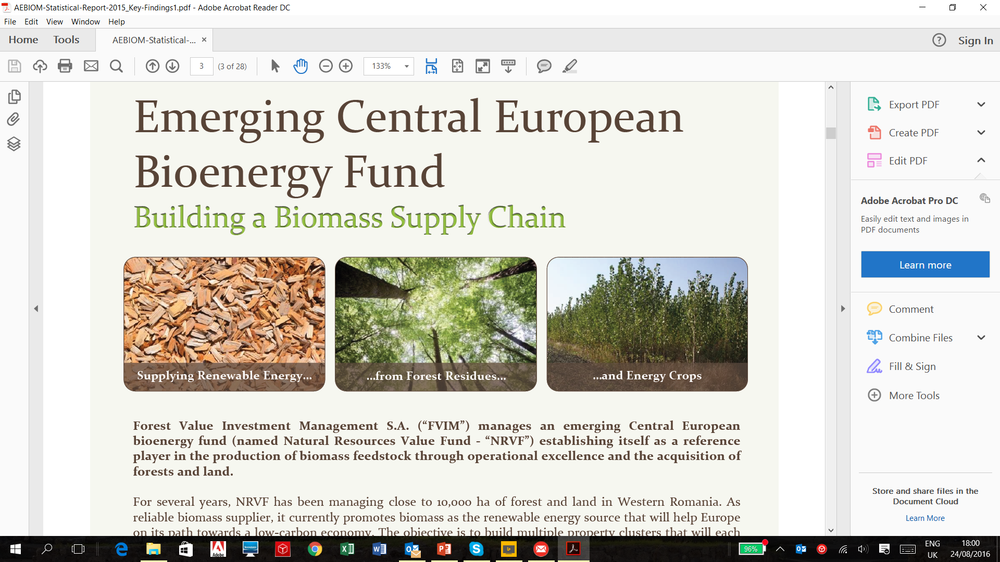 AEBIOM-Statistical-Report-2015_Key-Findings1.pdf - Adobe Acrobat Reader DC
File Edit View Window Help
Home Tools AEBIOM-Statistical-... × ? Sign In
3 (3 of 28) 133%
Emerging Central European
Bioenergy Fund
Building a Biomass Supply Chain
Supplying Renewable Energy...
...from Forest Residues...
...and Energy Crops
Forest Value Investment Management S.A. (“FVIM”) manages an emerging Central European
bioenergy fund (named Natural Resources Value Fund - “NRVF”) establishing itself as a reference
player in the production of biomass feedstock through operational excellence and the acquisition of
forests and land.
For several years, NRVF has been managing close to 10,000 ha of forest and land in Western Romania. As
reliable biomass supplier, it currently promotes biomass as the renewable energy source that will help Europe
on its path towards a low-carbon economy. The objective is to build multiple property clusters that will each
Export PDF
Create PDF
Edit PDF
Adobe Acrobat Pro DC
Easily edit text and images in
PDF documents
Learn more
Comment
Combine Files
Fill & Sign
More Tools
Store and share files in the
Document Cloud
Learn More
Adobe
96%
ENG
UK
18:00
24/08/2016